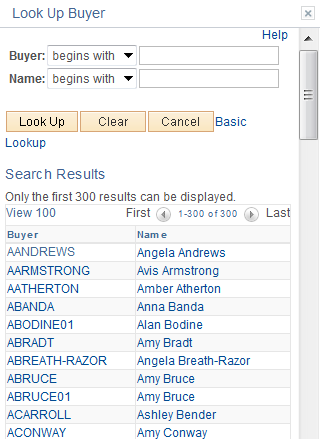 Look Up Buyer
Help
Buyer: begins with
Name: begins with
Look Up Clear Cancel Basic
Lookup
Search Results
Only the first 300 results can be displayed.
View 100 First 1-300 of 300 Last
Buyer Name
AANDREWS Angela Andrews
AARMSTRONG Avis Armstrong
AATHERTON Amber Atherton
ABANDA Anna Banda
ABODINE01 Alan Bodine
ABRADT Amy Bradt
ABREATH-RAZOR Angela Breath-Razor
ABRUCE Amy Bruce
ABRUCE01 Amy Bruce
ACARROLL Ashley Bender
ACONWAY Amy Conway